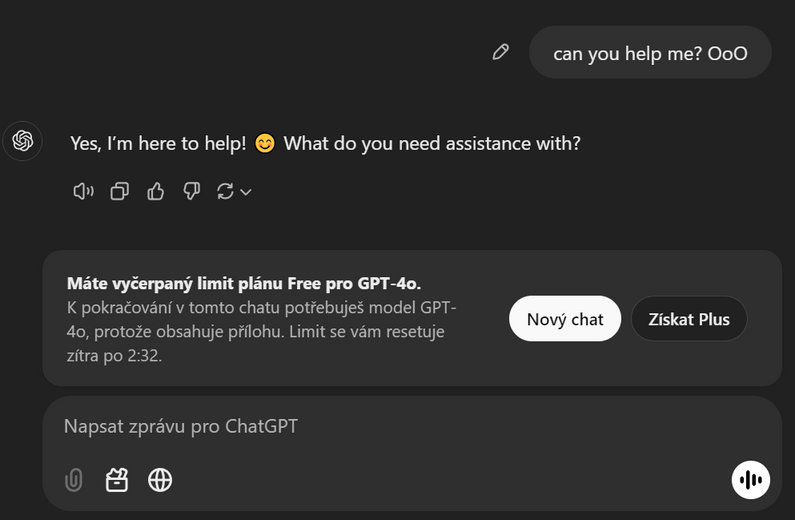 can you help me? OoO
Yes, I'm here to help! 😊 What do you need assistance with?
Máte vyčerpaný limit plánu Free pro GPT-4o.
K pokračování v tomto chatu potřebuješ model GPT-
4o, protože obsahuje přílohu. Limit se vám resetuje
zítra po 2:32.
Nový chat
Získat Plus
Napsat zprávu pro ChatGPT